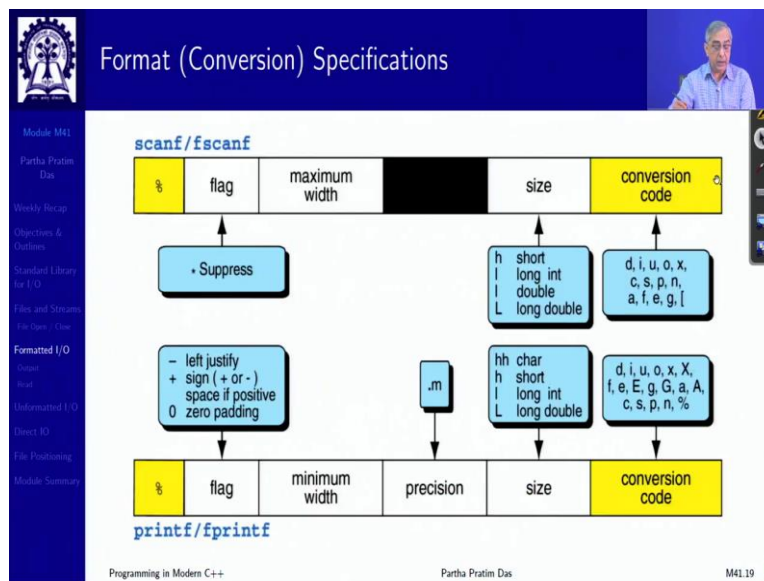 Format (Conversion) Specifications
Module M41
Partha Pratim
Das
Weekly Recap
Objectives &
Outlines
Standard Library
for I/O
Files and Streams
File Open / Close
Formatted I/O
Output
Read
Unformatted I/O
Direct IO
File Positioning
Module Summary
scanf/fscanf
% flag maximum width size conversion code
* Suppress
h short
l long int
l double
L long double
d, i, u, o, x,
c, s, p, n,
a, f, e, g, [
− left justify
+ sign ( + or - )
space if positive
0 zero padding
.m
hh char
h short
l long int
L long double
d, i, u, o, x, X,
f, e, E, g, G, a, A,
c, s, p, n, %
% flag minimum width precision size conversion code
printf/fprintf
Programming in Modern C++ Partha Pratim Das M41.19